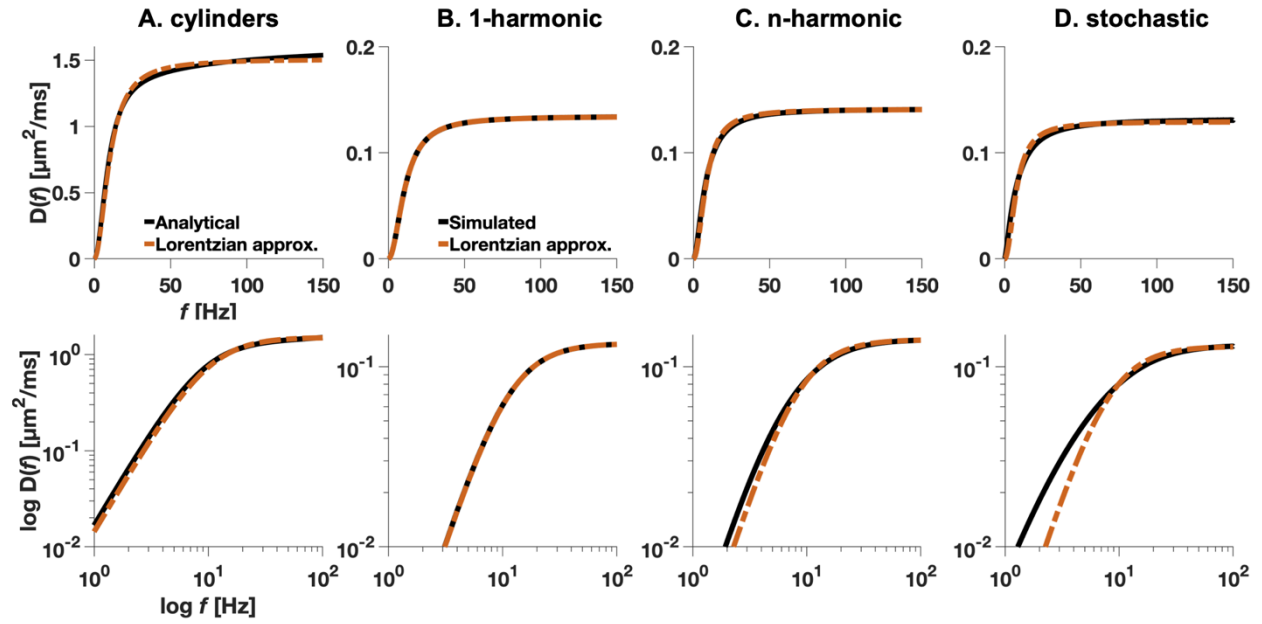 A. cylinders
B. 1-harmonic
C. n-harmonic
D. stochastic
D(f) [µm²/ms]
1.5
1
0.5
0
0 50 100 150
f [Hz]
Analytical
Lorentzian approx.
0.2
0.1
0
0 50 100 150
Simulated
Lorentzian approx.
0.2
0.1
0
0 50 100 150
0.2
0.1
0
0 50 100 150
log D(f) [µm²/ms]
10⁰
10⁻¹
10⁻²
10⁰ 10¹ 10²
log f [Hz]
10⁻¹
10⁻²
10⁰ 10¹ 10²
10⁻¹
10⁻²
10⁰ 10¹ 10²
10⁻¹
10⁻²
10⁰ 10¹ 10²